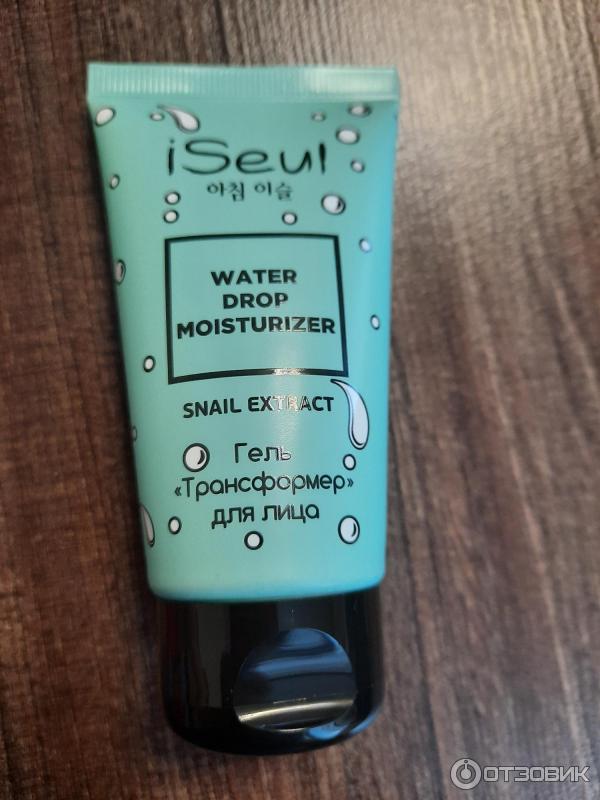 iSeul
아침 이슬
WATER
DROP
MOISTURIZER
SNAIL EXTRACT
Гель
«Трансформер»
для лица
ОТЗОВИК